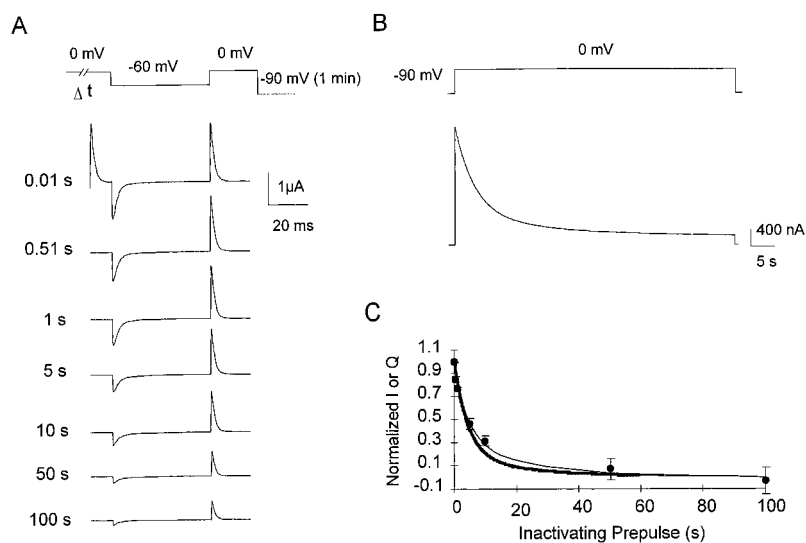 A
0 mV
-60 mV
0 mV
-90 mV (1 min)
Δ t
0.01 s
0.51 s
1 s
5 s
10 s
50 s
100 s
1µA
20 ms
B
0 mV
-90 mV
400 nA
5 s
C
Normalized I or Q
1.1
0.9
0.7
0.5
0.3
0.1
-0.1
0
20
40
60
80
100
Inactivating Prepulse (s)